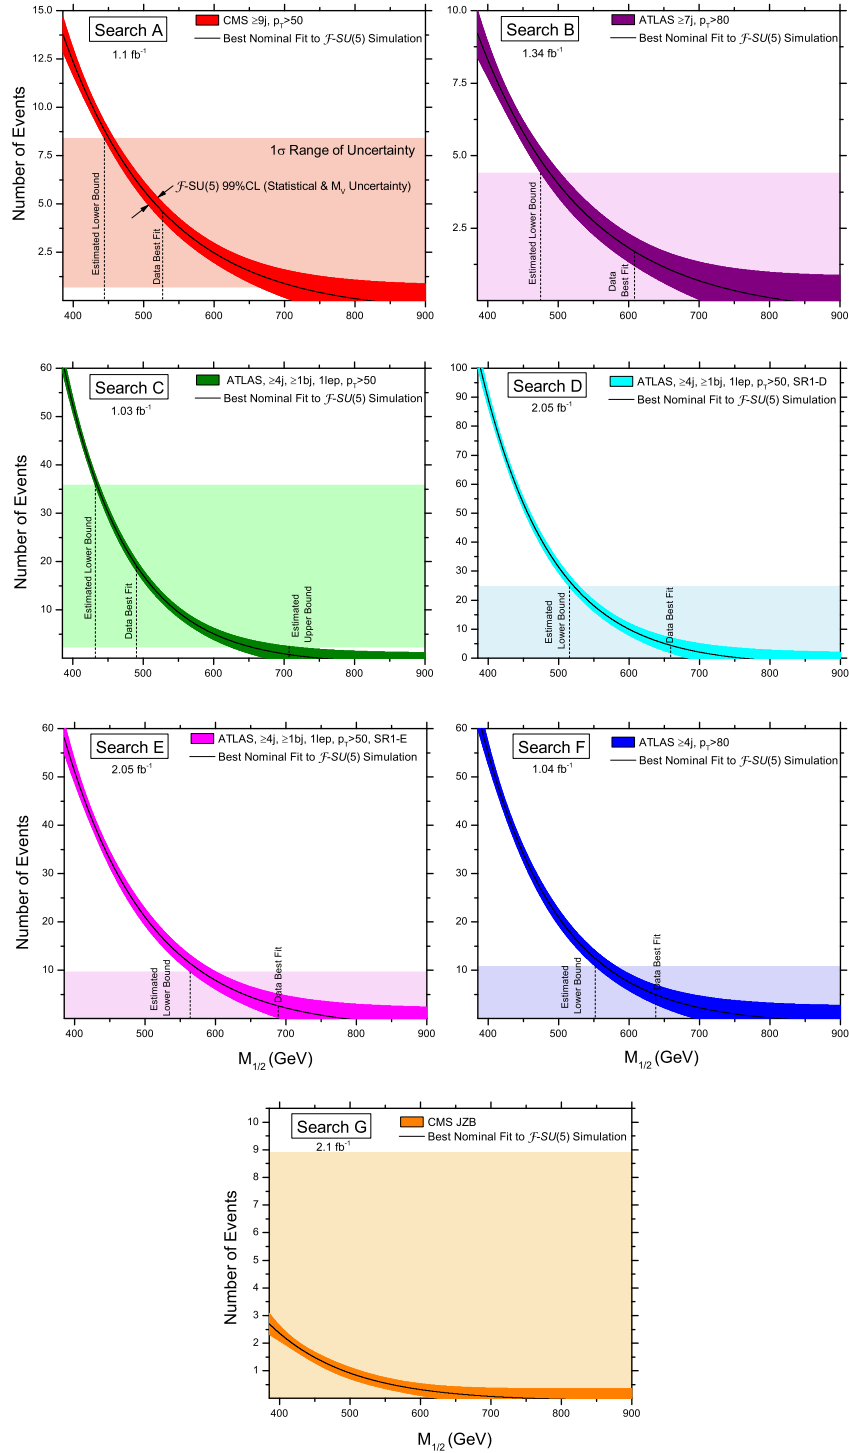 Search A
1.1 fb⁻¹
CMS ≥9j, p_T>50
Best Nominal Fit to ℱ-SU(5) Simulation
1σ Range of Uncertainty
ℱ-SU(5) 99%CL (Statistical & M_V Uncertainty)
Estimated Lower Bound
Data Best Fit
Number of Events
15.0
12.5
10.0
7.5
5.0
2.5
400
500
600
700
800
900
Search B
1.34 fb⁻¹
ATLAS ≥7j, p_T>80
Best Nominal Fit to ℱ-SU(5) Simulation
Estimated Lower Bound
Data
Best Fit
10.0
7.5
5.0
2.5
400
500
600
700
800
900
Search C
1.03 fb⁻¹
ATLAS, ≥4j, ≥1bj, 1lep, p_T>50
Best Nominal Fit to ℱ-SU(5) Simulation
Estimated Lower Bound
Data Best Fit
Estimated
Upper Bound
Number of Events
60
50
40
30
20
10
400
500
600
700
800
900
Search D
2.05 fb⁻¹
ATLAS, ≥4j, ≥1bj, 1lep, p_T>50, SR1-D
Best Nominal Fit to ℱ-SU(5) Simulation
Estimated
Lower Bound
Data Best Fit
100
90
80
70
60
50
40
30
20
10
0
400
500
600
700
800
900
Search E
2.05 fb⁻¹
ATLAS, ≥4j, ≥1bj, 1lep, p_T>50, SR1-E
Best Nominal Fit to ℱ-SU(5) Simulation
Estimated
Lower Bound
Data Best Fit
Number of Events
60
50
40
30
20
10
400
500
600
700
800
900
M_1/2 (GeV)
Search F
1.04 fb⁻¹
ATLAS ≥4j, p_T>80
Best Nominal Fit to ℱ-SU(5) Simulation
Estimated
Lower Bound
Data Best Fit
60
50
40
30
20
10
400
500
600
700
800
900
M_1/2 (GeV)
Search G
2.1 fb⁻¹
CMS JZB
Best Nominal Fit to ℱ-SU(5) Simulation
Number of Events
10
9
8
7
6
5
4
3
2
1
400
500
600
700
800
900
M_1/2 (GeV)